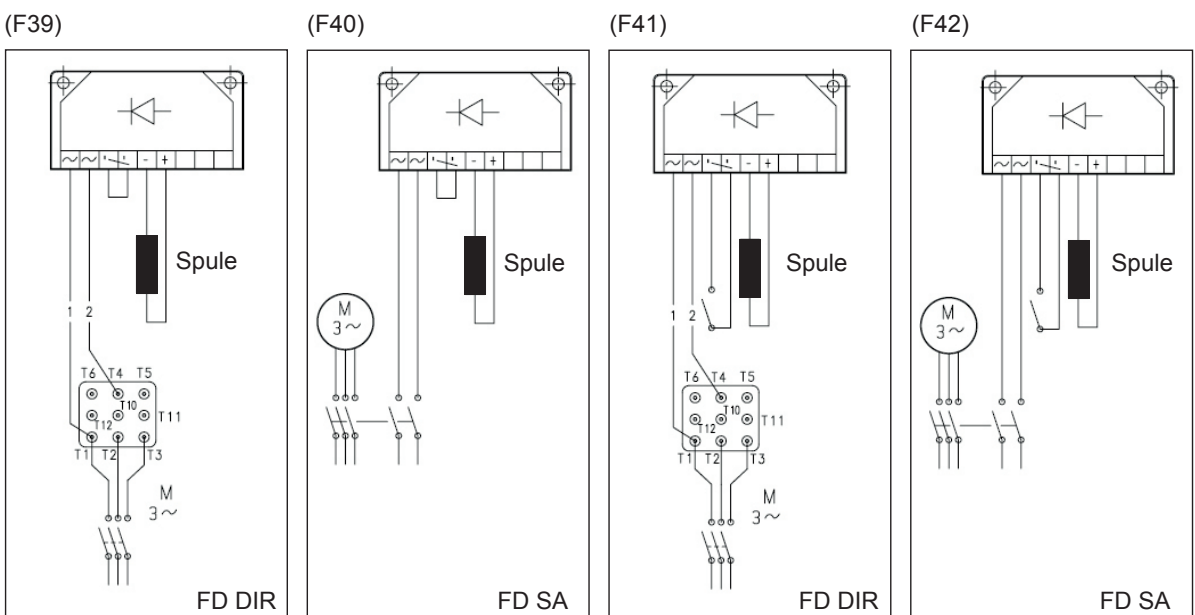 (F39)
~ ~ - +
Spule
1 2
T6 T4 T5
T10
T12 T11
T1 T2 T3
M
3~
FD DIR
(F40)
~ ~ - +
Spule
M
3~
FD SA
(F41)
~ ~ - +
Spule
1 2
T6 T4 T5
T10
T12 T11
T1 T2 T3
M
3~
FD DIR
(F42)
~ ~ - +
Spule
M
3~
FD SA